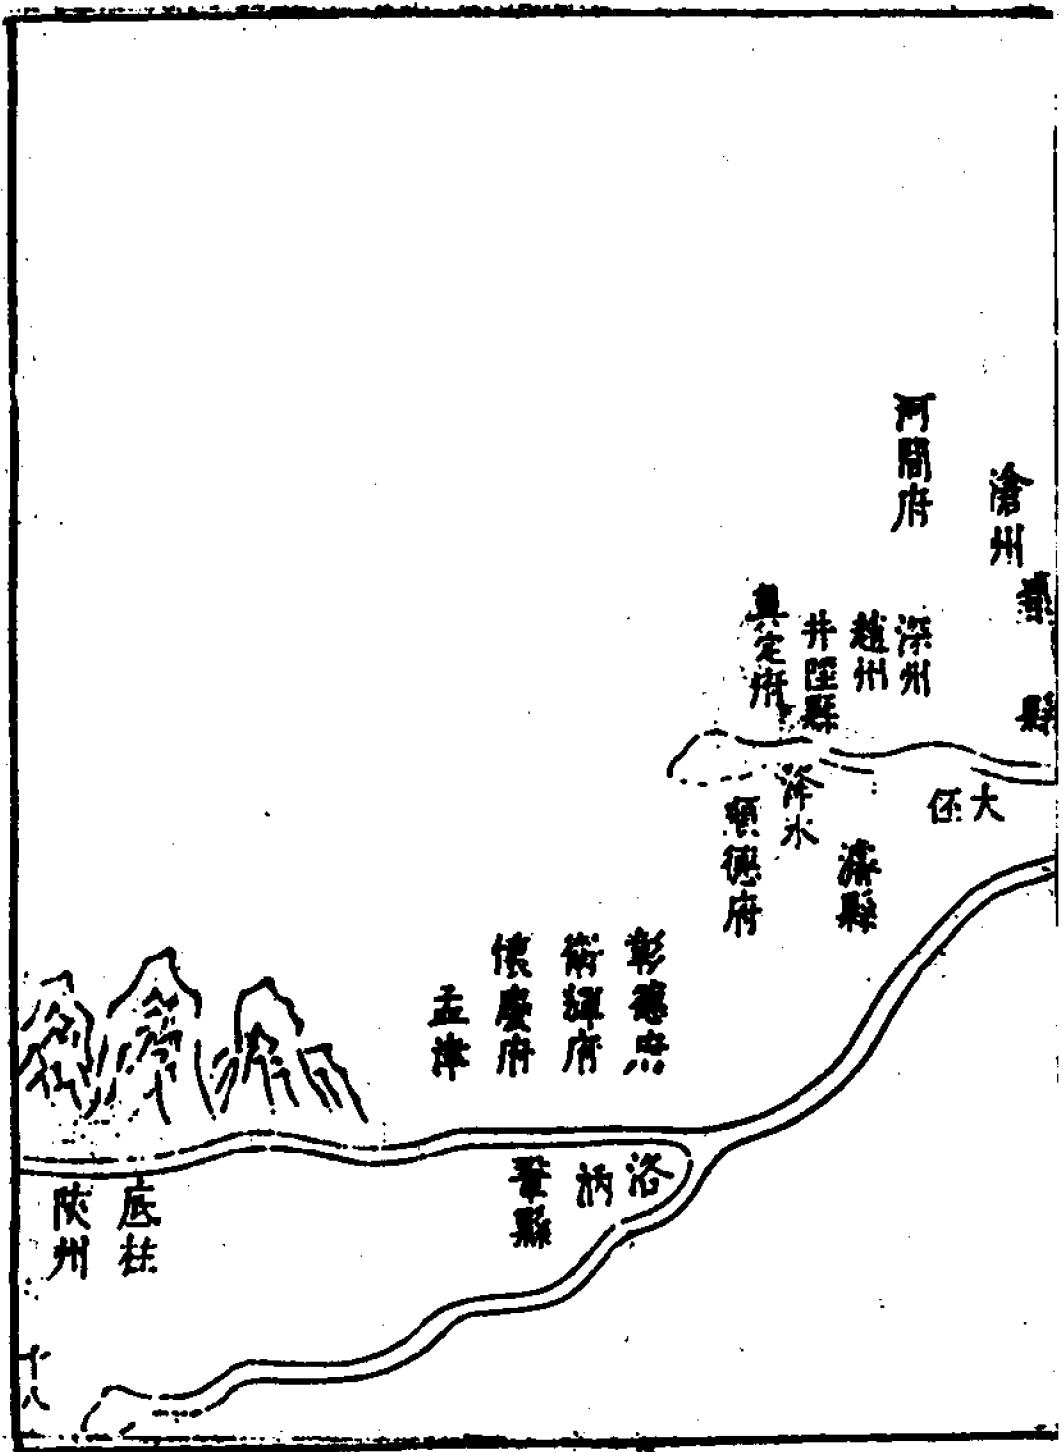 滄州
縣
河間府
深州
趙州
井陘縣
真定府
大伾
濬縣
洚水
順德府
彰德府
衛輝府
懷慶府
孟津
洛汭
鞏縣
底柱
陝州
十八